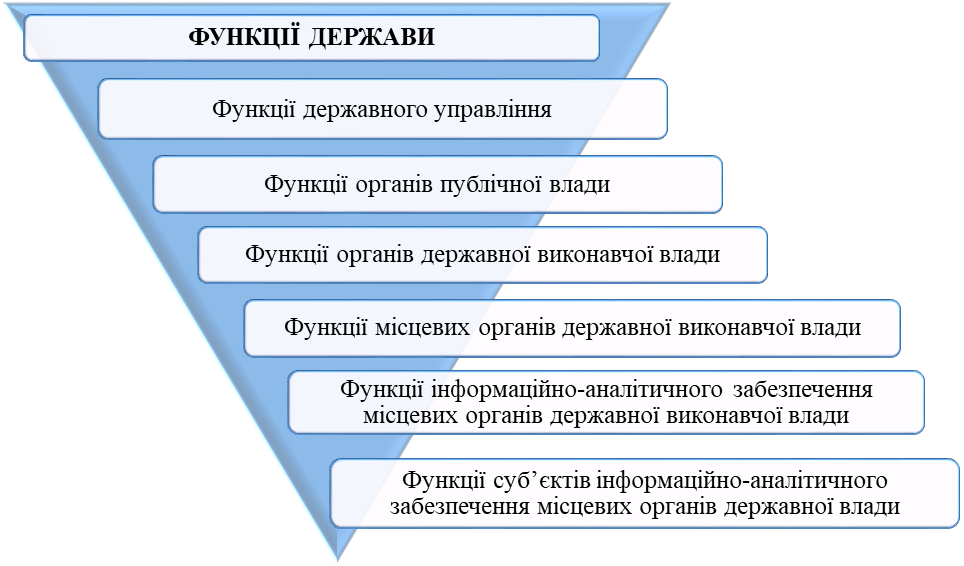 ФУНКЦІЇ ДЕРЖАВИ
Функції державного управління
Функції органів публічної влади
Функції органів державної виконавчої влади
Функції місцевих органів державної виконавчої влади
Функції інформаційно-аналітичного забезпечення
місцевих органів державної виконавчої влади
Функції суб’єктів інформаційно-аналітичного
забезпечення місцевих органів державної влади